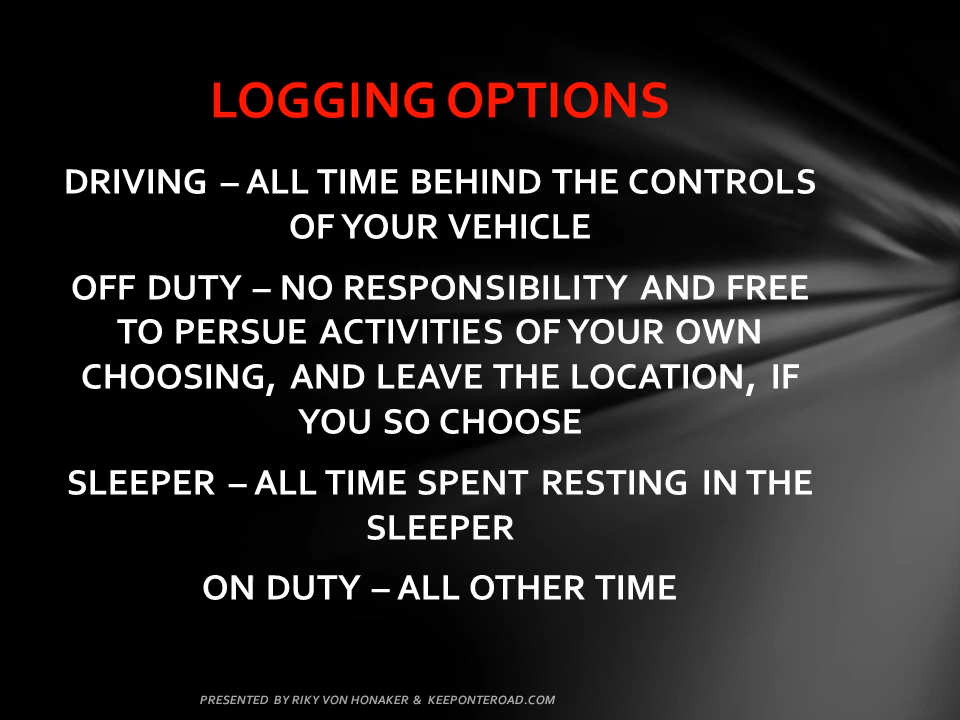 LOGGING OPTIONS
DRIVING – ALL TIME BEHIND THE CONTROLS
OF YOUR VEHICLE
OFF DUTY – NO RESPONSIBILITY AND FREE
TO PERSUE ACTIVITIES OF YOUR OWN
CHOOSING, AND LEAVE THE LOCATION, IF
YOU SO CHOOSE
SLEEPER – ALL TIME SPENT RESTING IN THE
SLEEPER
ON DUTY – ALL OTHER TIME
PRESENTED BY RIKY VON HONAKER & KEEPONTEROAD.COM